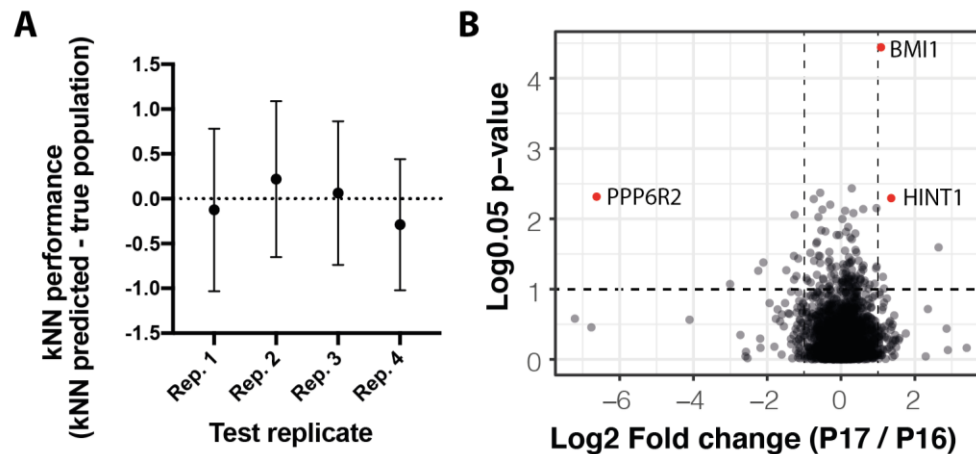 A
kNN performance
(kNN predicted - true population)
1.5
1.0
0.5
0.0
-0.5
-1.0
-1.5
Rep. 1
Rep. 2
Rep. 3
Rep. 4
Test replicate
B
Log0.05 p-value
4
3
2
1
0
BMI1
PPP6R2
HINT1
−6
−4
−2
0
2
Log2 Fold change (P17 / P16)